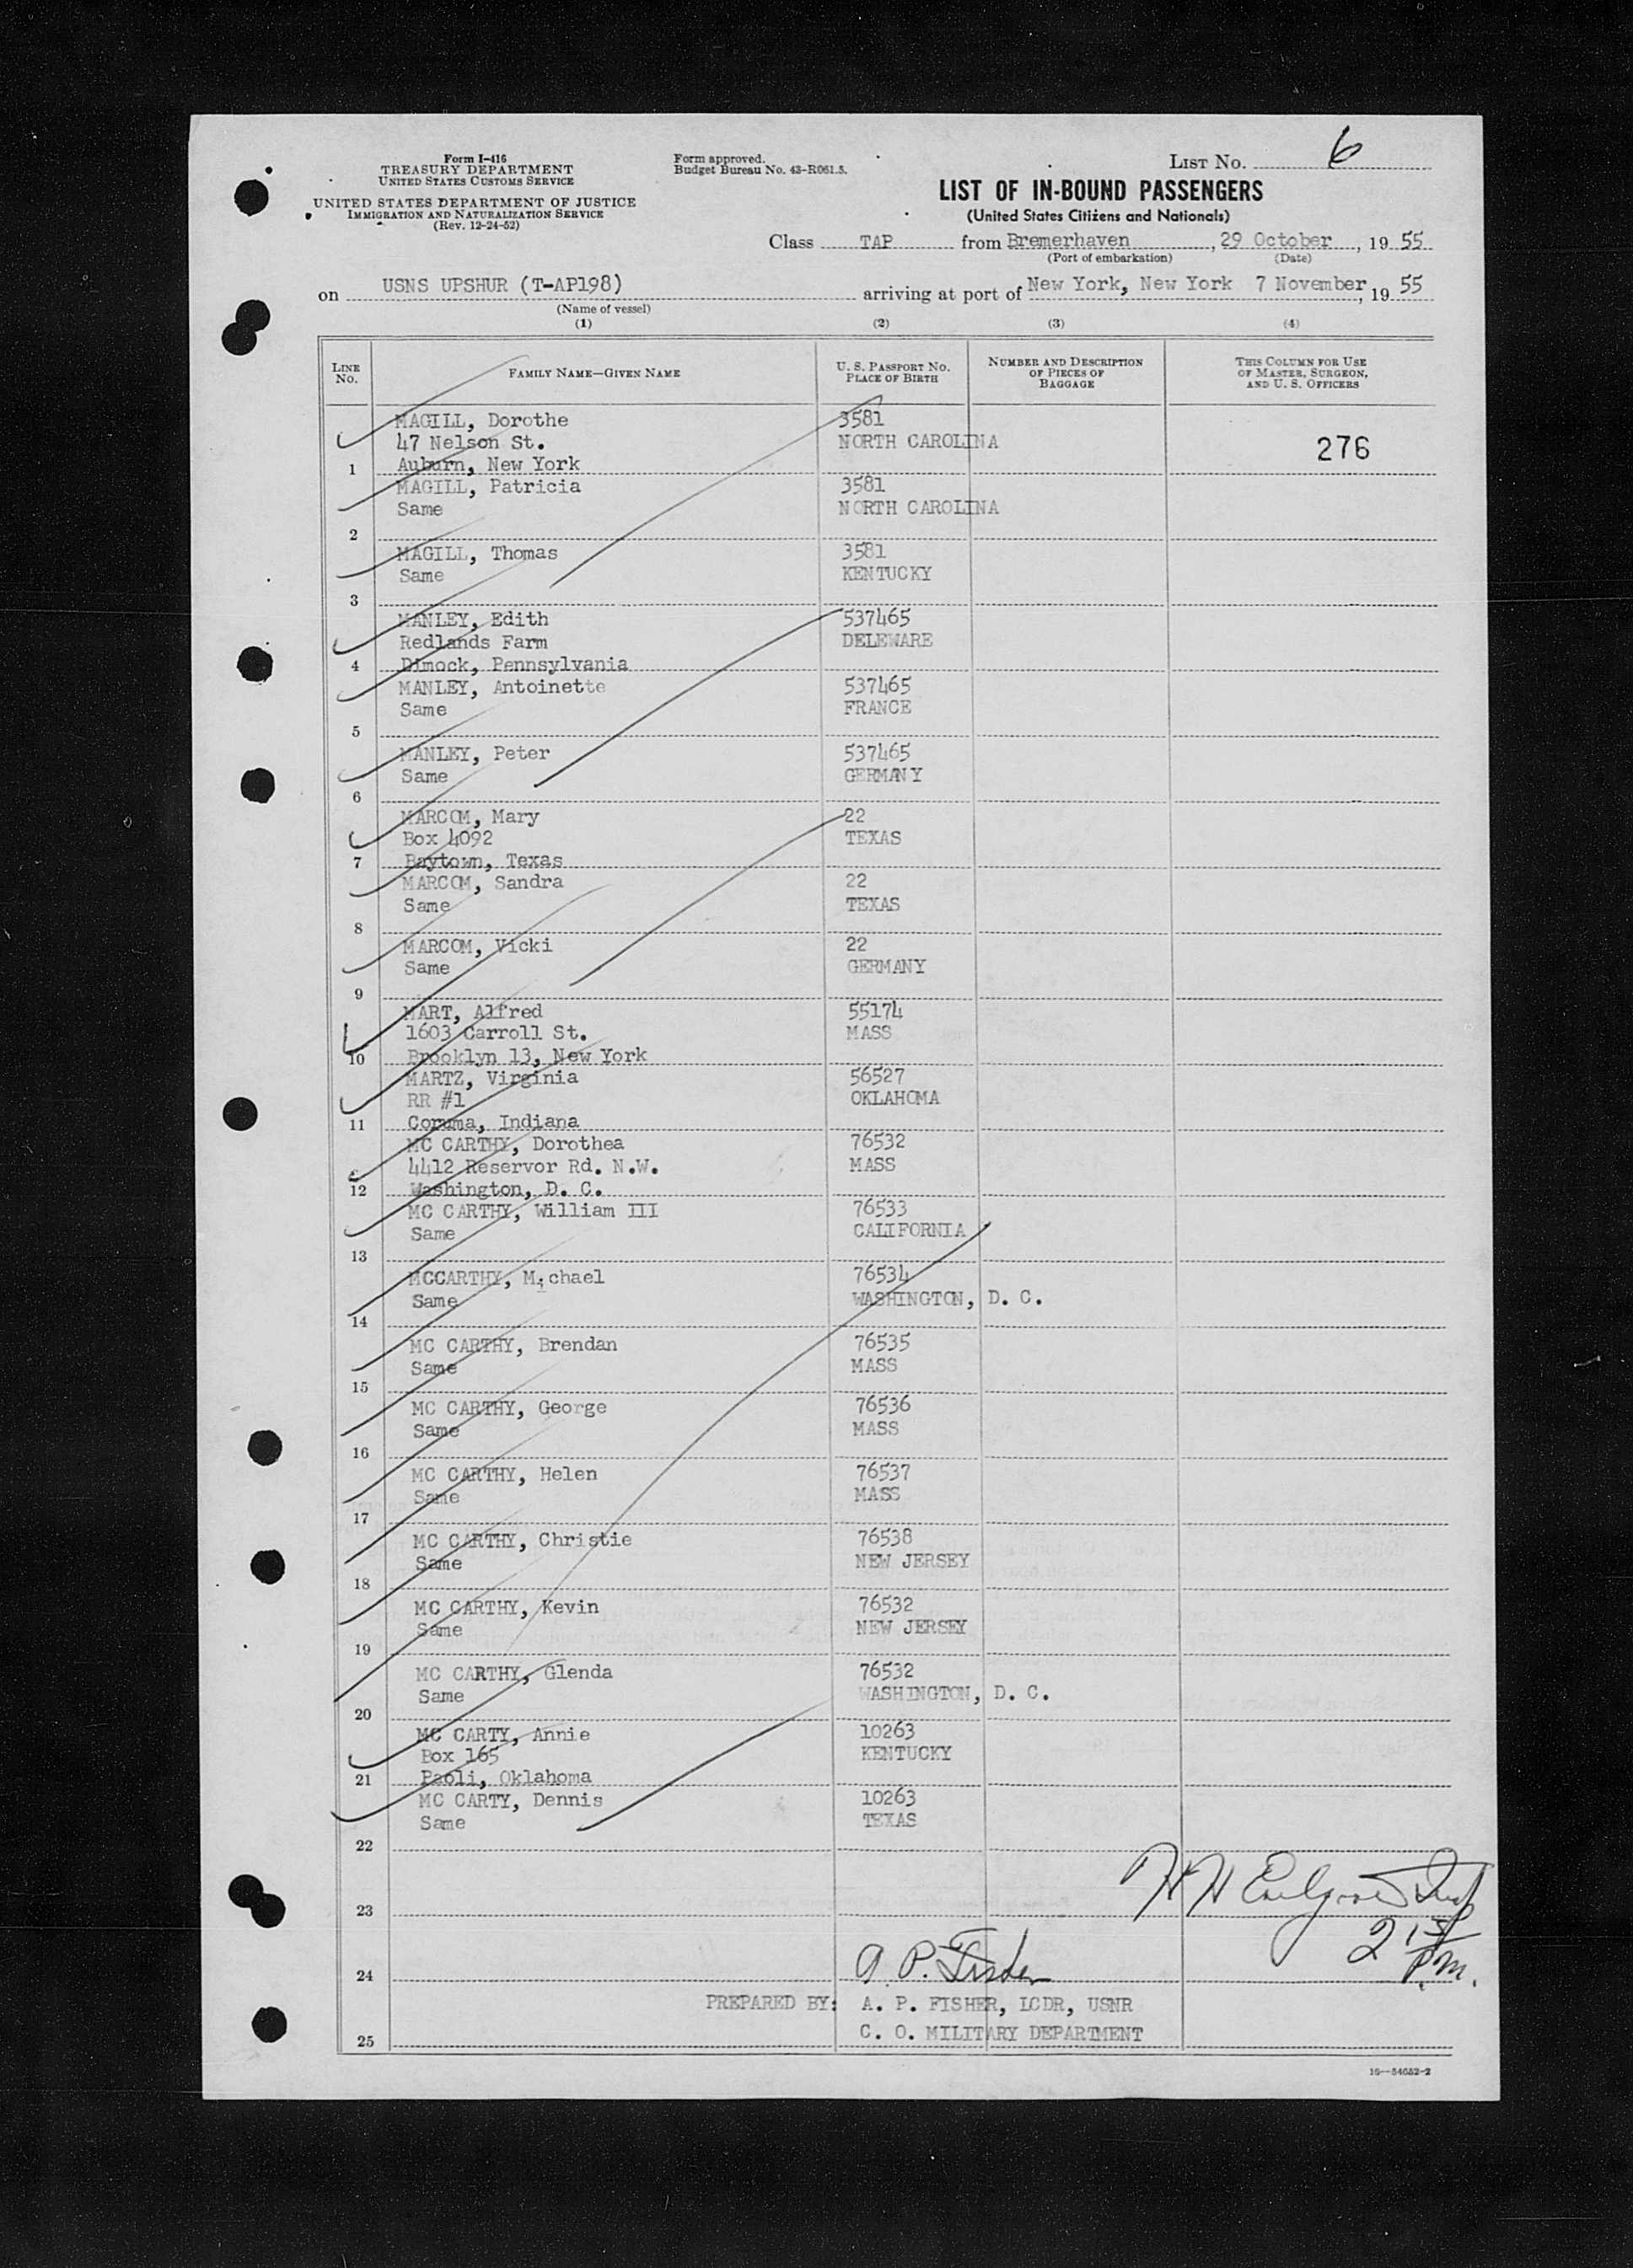 Form I-416
TREASURY DEPARTMENT
UNITED STATES CUSTOMS SERVICE
UNITED STATES DEPARTMENT OF JUSTICE
IMMIGRATION AND NATURALIZATION SERVICE
(Rev. 12-24-52)
Form approved.
Budget Bureau No. 43-R061.5.
LIST No. 6
LIST OF IN-BOUND PASSENGERS
(United States Citizens and Nationals)
Class TAP from Bremerhaven, 29 October, 19 55
(Port of embarkation) (Date)
on USNS UPSHUR (T-AP198) arriving at port of New York, New York 7 November, 19 55
(Name of vessel)
(1) (2) (3) (4)
LINE No. FAMILY NAME—GIVEN NAME U. S. PASSPORT No. PLACE OF BIRTH NUMBER AND DESCRIPTION OF PIECES OF BAGGAGE THIS COLUMN FOR USE OF MASTER, SURGEON, AND U. S. OFFICERS
MAGILL, Dorothe 3581
47 Nelson St. NORTH CAROLINA 276
1 Auburn, New York
MAGILL, Patricia 3581
Same NORTH CAROLINA
2
MAGILL, Thomas 3581
Same KENTUCKY
3
MANLEY, Edith 537465
Redlands Farm DELEWARE
4 Dimock, Pennsylvania
MANLEY, Antoinette 537465
Same FRANCE
5
MANLEY, Peter 537465
Same GERMANY
6
MARCOM, Mary 22
Box 4092 TEXAS
7 Baytown, Texas
MARCOM, Sandra 22
Same TEXAS
8
MARCOM, Vicki 22
Same GERMANY
9
MART, Alfred 55174
1603 Carroll St. MASS
10 Brooklyn 13, New York
MARTZ, Virginia 56527
RR #1 OKLAHOMA
11 Coruma, Indiana
MC CARTHY, Dorothea 76532
4412 Reservor Rd. N.W. MASS
12 Washington, D. C.
MC CARTHY, William III 76533
Same CALIFORNIA
13
MCCARTHY, Michael 76534
Same WASHINGTON, D. C.
14
MC CARTHY, Brendan 76535
Same MASS
15
MC CARTHY, George 76536
Same MASS
16
MC CARTHY, Helen 76537
Same MASS
17
MC CARTHY, Christie 76538
Same NEW JERSEY
18
MC CARTHY, Kevin 76532
Same NEW JERSEY
19
MC CARTHY, Glenda 76532
Same WASHINGTON, D. C.
20
MC CARTY, Annie 10263
Box 165 KENTUCKY
21 Paoli, Oklahoma
MC CARTY, Dennis 10263
Same TEXAS
22
23
2 15 P.M.
24 A. P. Fisher
PREPARED BY: A. P. FISHER, LCDR, USNR
25 C. O. MILITARY DEPARTMENT
16—54652-2